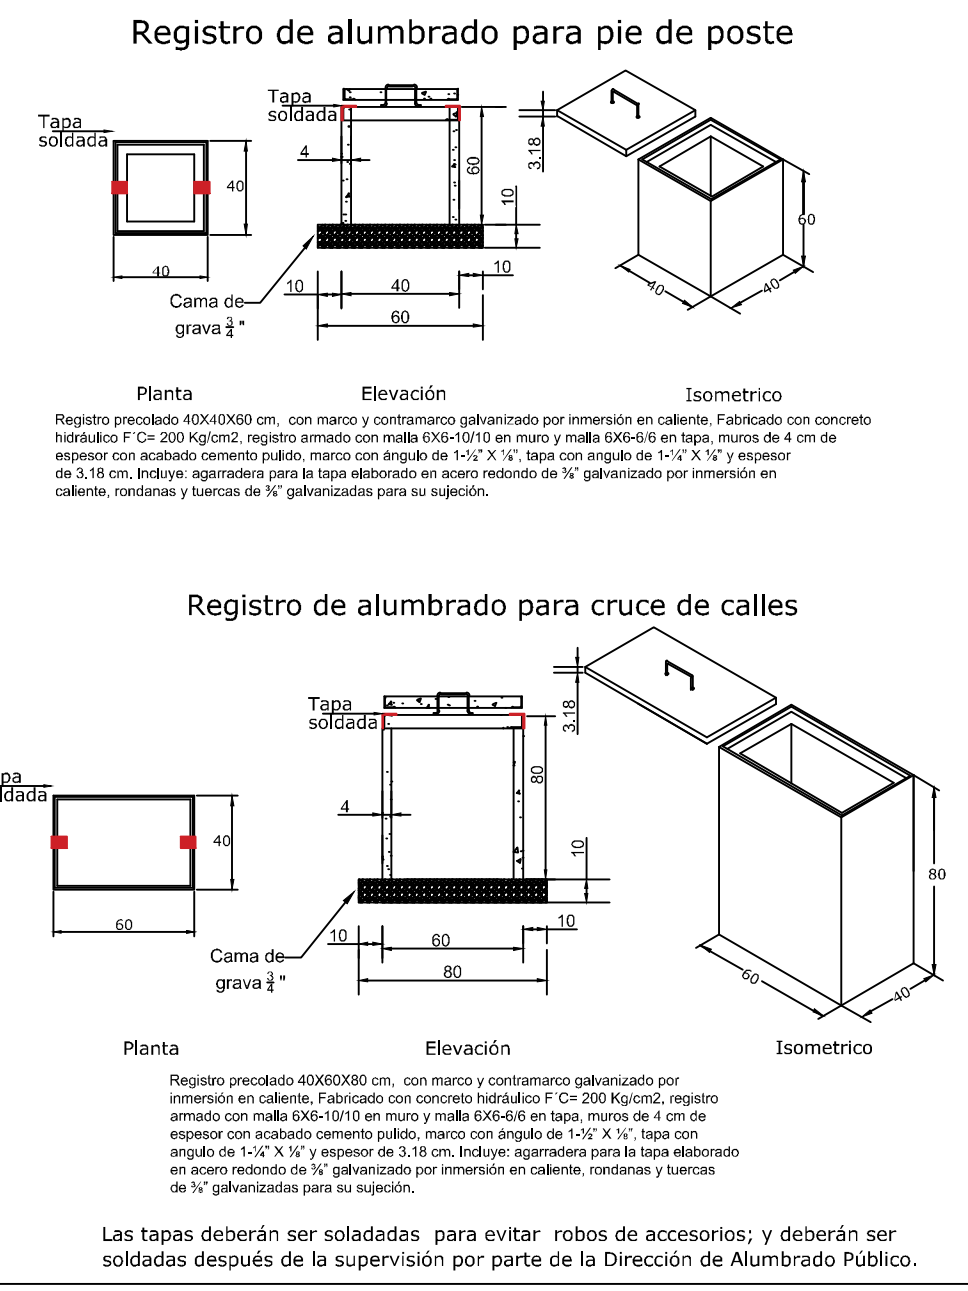 Registro de alumbrado para pie de poste
Tapa
soldada
40
40
Tapa
soldada
4
60
10
10
10
40
60
Cama de
grava 3/4 "
3.18
60
40
40
Planta
Elevación
Isometrico
Registro precolado 40X40X60 cm, con marco y contramarco galvanizado por inmersión en caliente, Fabricado con concreto
hidráulico F´C= 200 Kg/cm2, registro armado con malla 6X6-10/10 en muro y malla 6X6-6/6 en tapa, muros de 4 cm de
espesor con acabado cemento pulido, marco con ángulo de 1-½” X ⅛”, tapa con angulo de 1-¼” X ⅛” y espesor
de 3.18 cm. Incluye: agarradera para la tapa elaborado en acero redondo de ⅜” galvanizado por inmersión en
caliente, rondanas y tuercas de ⅜” galvanizadas para su sujeción.
Registro de alumbrado para cruce de calles
pa
ldada
40
60
Tapa
soldada
4
80
10
10
10
60
80
Cama de
grava 3/4 "
3.18
80
60
40
Planta
Elevación
Isometrico
Registro precolado 40X60X80 cm, con marco y contramarco galvanizado por
inmersión en caliente, Fabricado con concreto hidráulico F´C= 200 Kg/cm2, registro
armado con malla 6X6-10/10 en muro y malla 6X6-6/6 en tapa, muros de 4 cm de
espesor con acabado cemento pulido, marco con ángulo de 1-½” X ⅛”, tapa con
angulo de 1-¼” X ⅛” y espesor de 3.18 cm. Incluye: agarradera para la tapa elaborado
en acero redondo de ⅜” galvanizado por inmersión en caliente, rondanas y tuercas
de ⅜” galvanizadas para su sujeción.
Las tapas deberán ser soladadas para evitar robos de accesorios; y deberán ser
soldadas después de la supervisión por parte de la Dirección de Alumbrado Público.